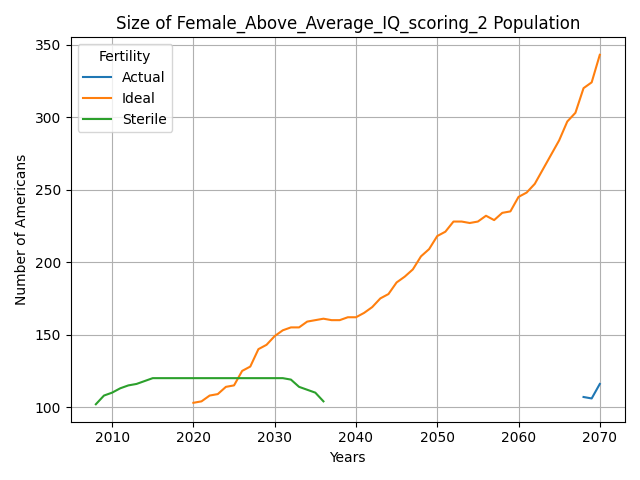 Size of Female_Above_Average_IQ_scoring_2 Population
350
300
250
200
150
100
Number of Americans
Fertility
Actual
Ideal
Sterile
2010 2020 2030 2040 2050 2060 2070
Years